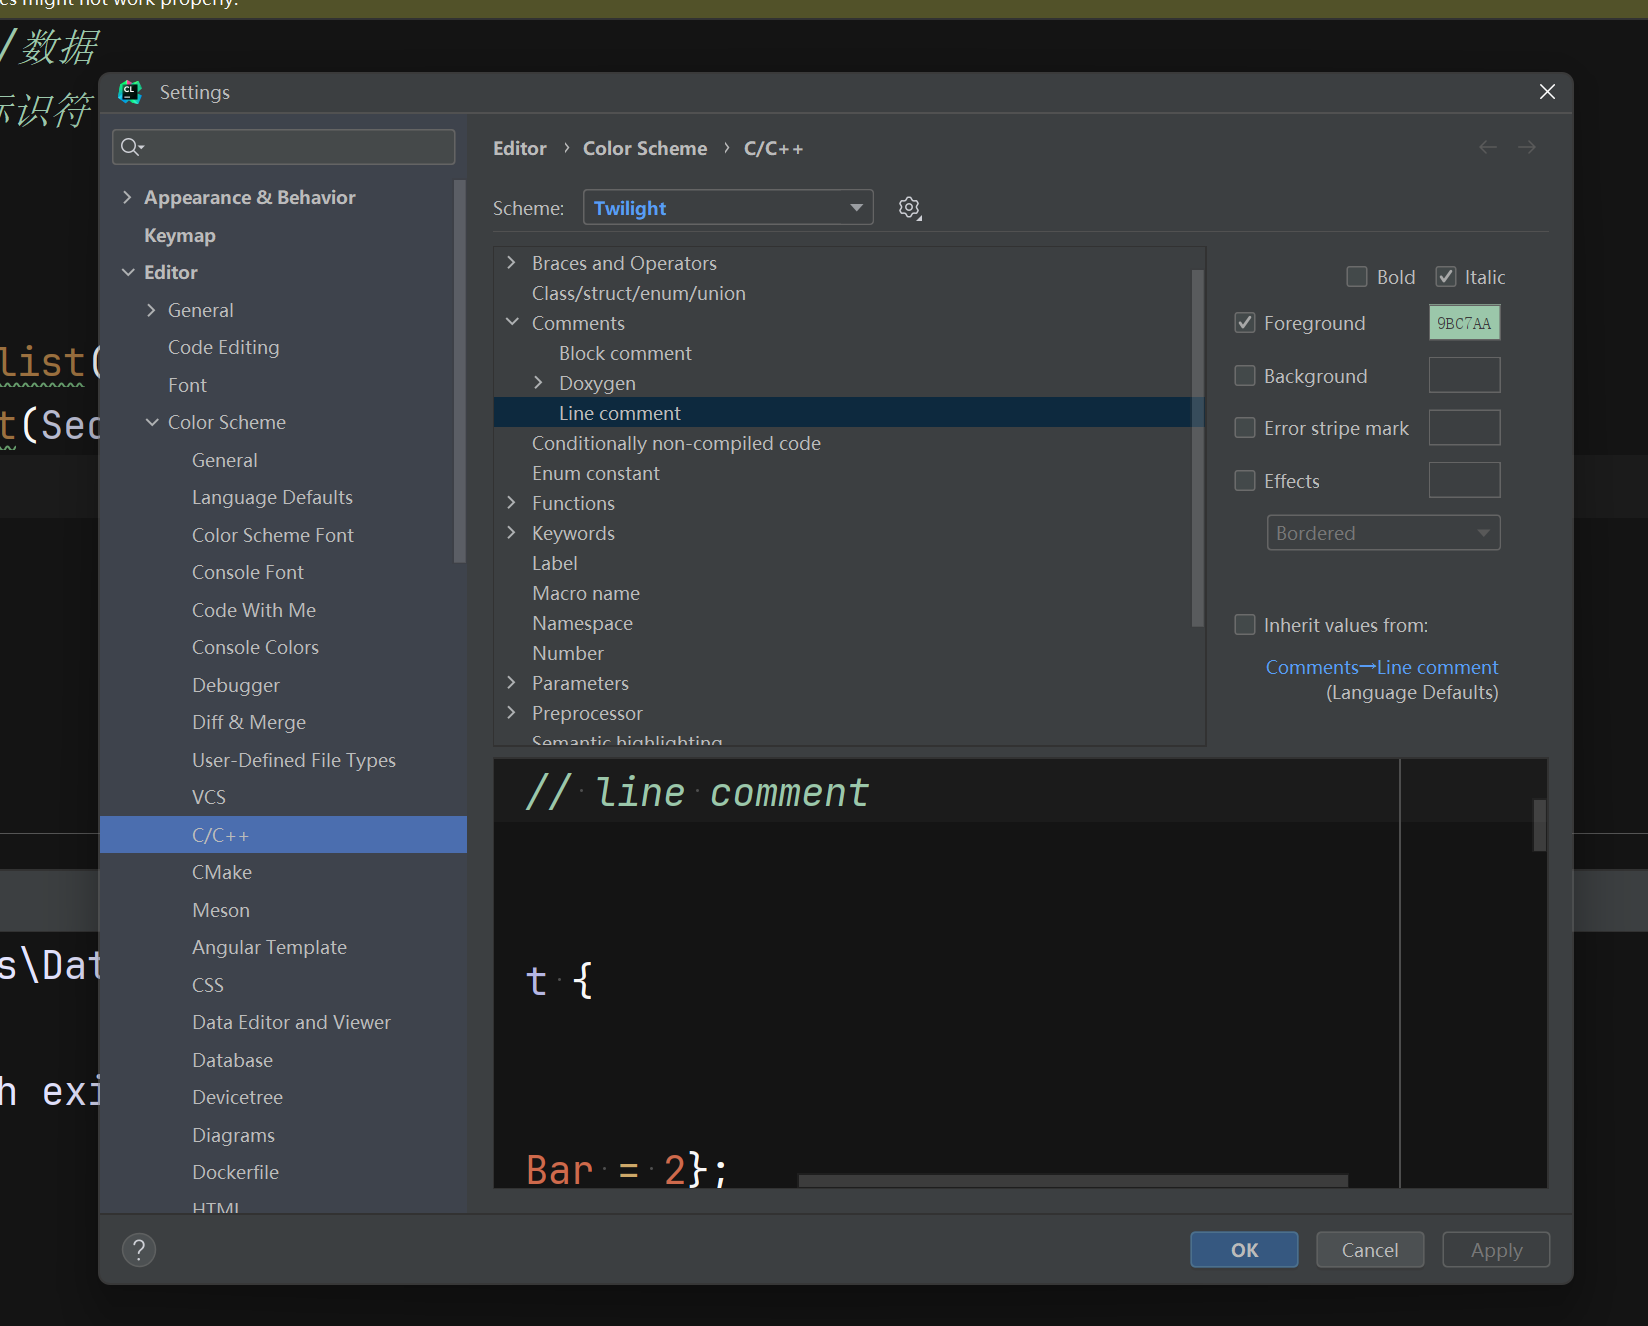 es might not work properly.
/数据
标识符
list(
t(Sec
s\Dat
h exi
CL
Settings
Appearance & Behavior
Keymap
Editor
General
Code Editing
Font
Color Scheme
General
Language Defaults
Color Scheme Font
Console Font
Code With Me
Console Colors
Debugger
Diff & Merge
User-Defined File Types
VCS
C/C++
CMake
Meson
Angular Template
CSS
Data Editor and Viewer
Database
Devicetree
Diagrams
Dockerfile
HTML
Editor › Color Scheme › C/C++
Scheme: Twilight
Braces and Operators
Class/struct/enum/union
Comments
Block comment
Doxygen
Line comment
Conditionally non-compiled code
Enum constant
Functions
Keywords
Label
Macro name
Namespace
Number
Parameters
Preprocessor
Semantic highlighting
Bold Italic
Foreground 9BC7AA
Background
Error stripe mark
Effects
Bordered
Inherit values from:
Comments→Line comment
(Language Defaults)
// line comment
t {
Bar = 2};
?
OK Cancel Apply